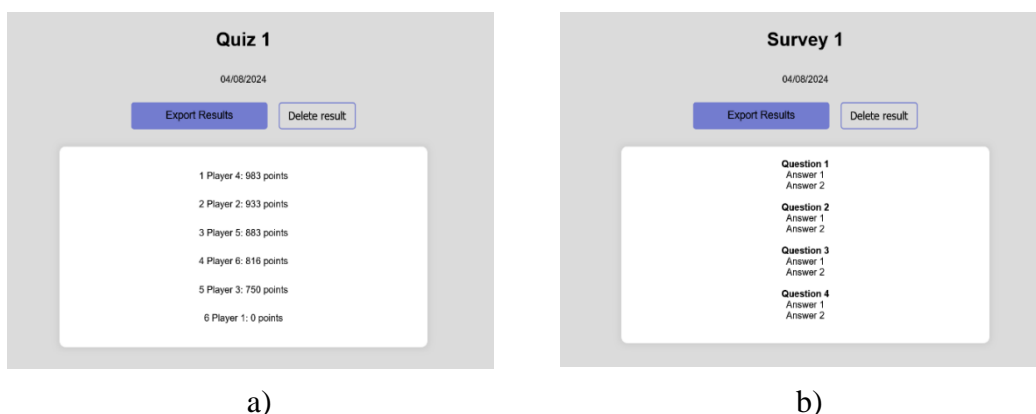 Quiz 1
04/08/2024
Export Results Delete result
1 Player 4: 983 points
2 Player 2: 933 points
3 Player 5: 883 points
4 Player 6: 816 points
5 Player 3: 750 points
6 Player 1: 0 points
a)
Survey 1
04/08/2024
Export Results Delete result
Question 1
Answer 1
Answer 2
Question 2
Answer 1
Answer 2
Question 3
Answer 1
Answer 2
Question 4
Answer 1
Answer 2
b)